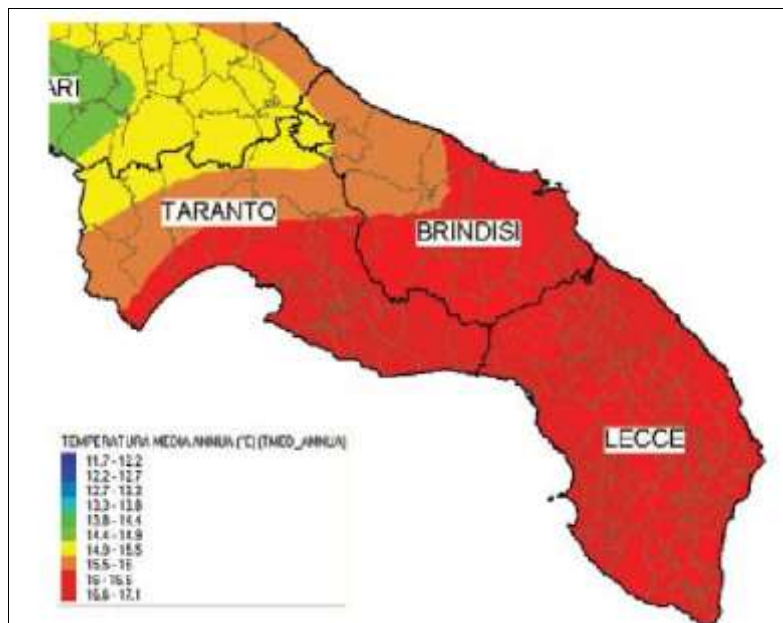 ARI
TARANTO
BRINDISI
LECCE
TEMPERATURA MEDIA ANNUA (°C) (TMED_ANNUA)
11,7 - 12.2
12.2 - 12.7
12.7 - 13.3
13.3 - 13.8
13.8 - 14.4
14.4 - 14.9
14.9 - 15.5
15.5 - 16
16 - 16.6
16.6 - 17.1